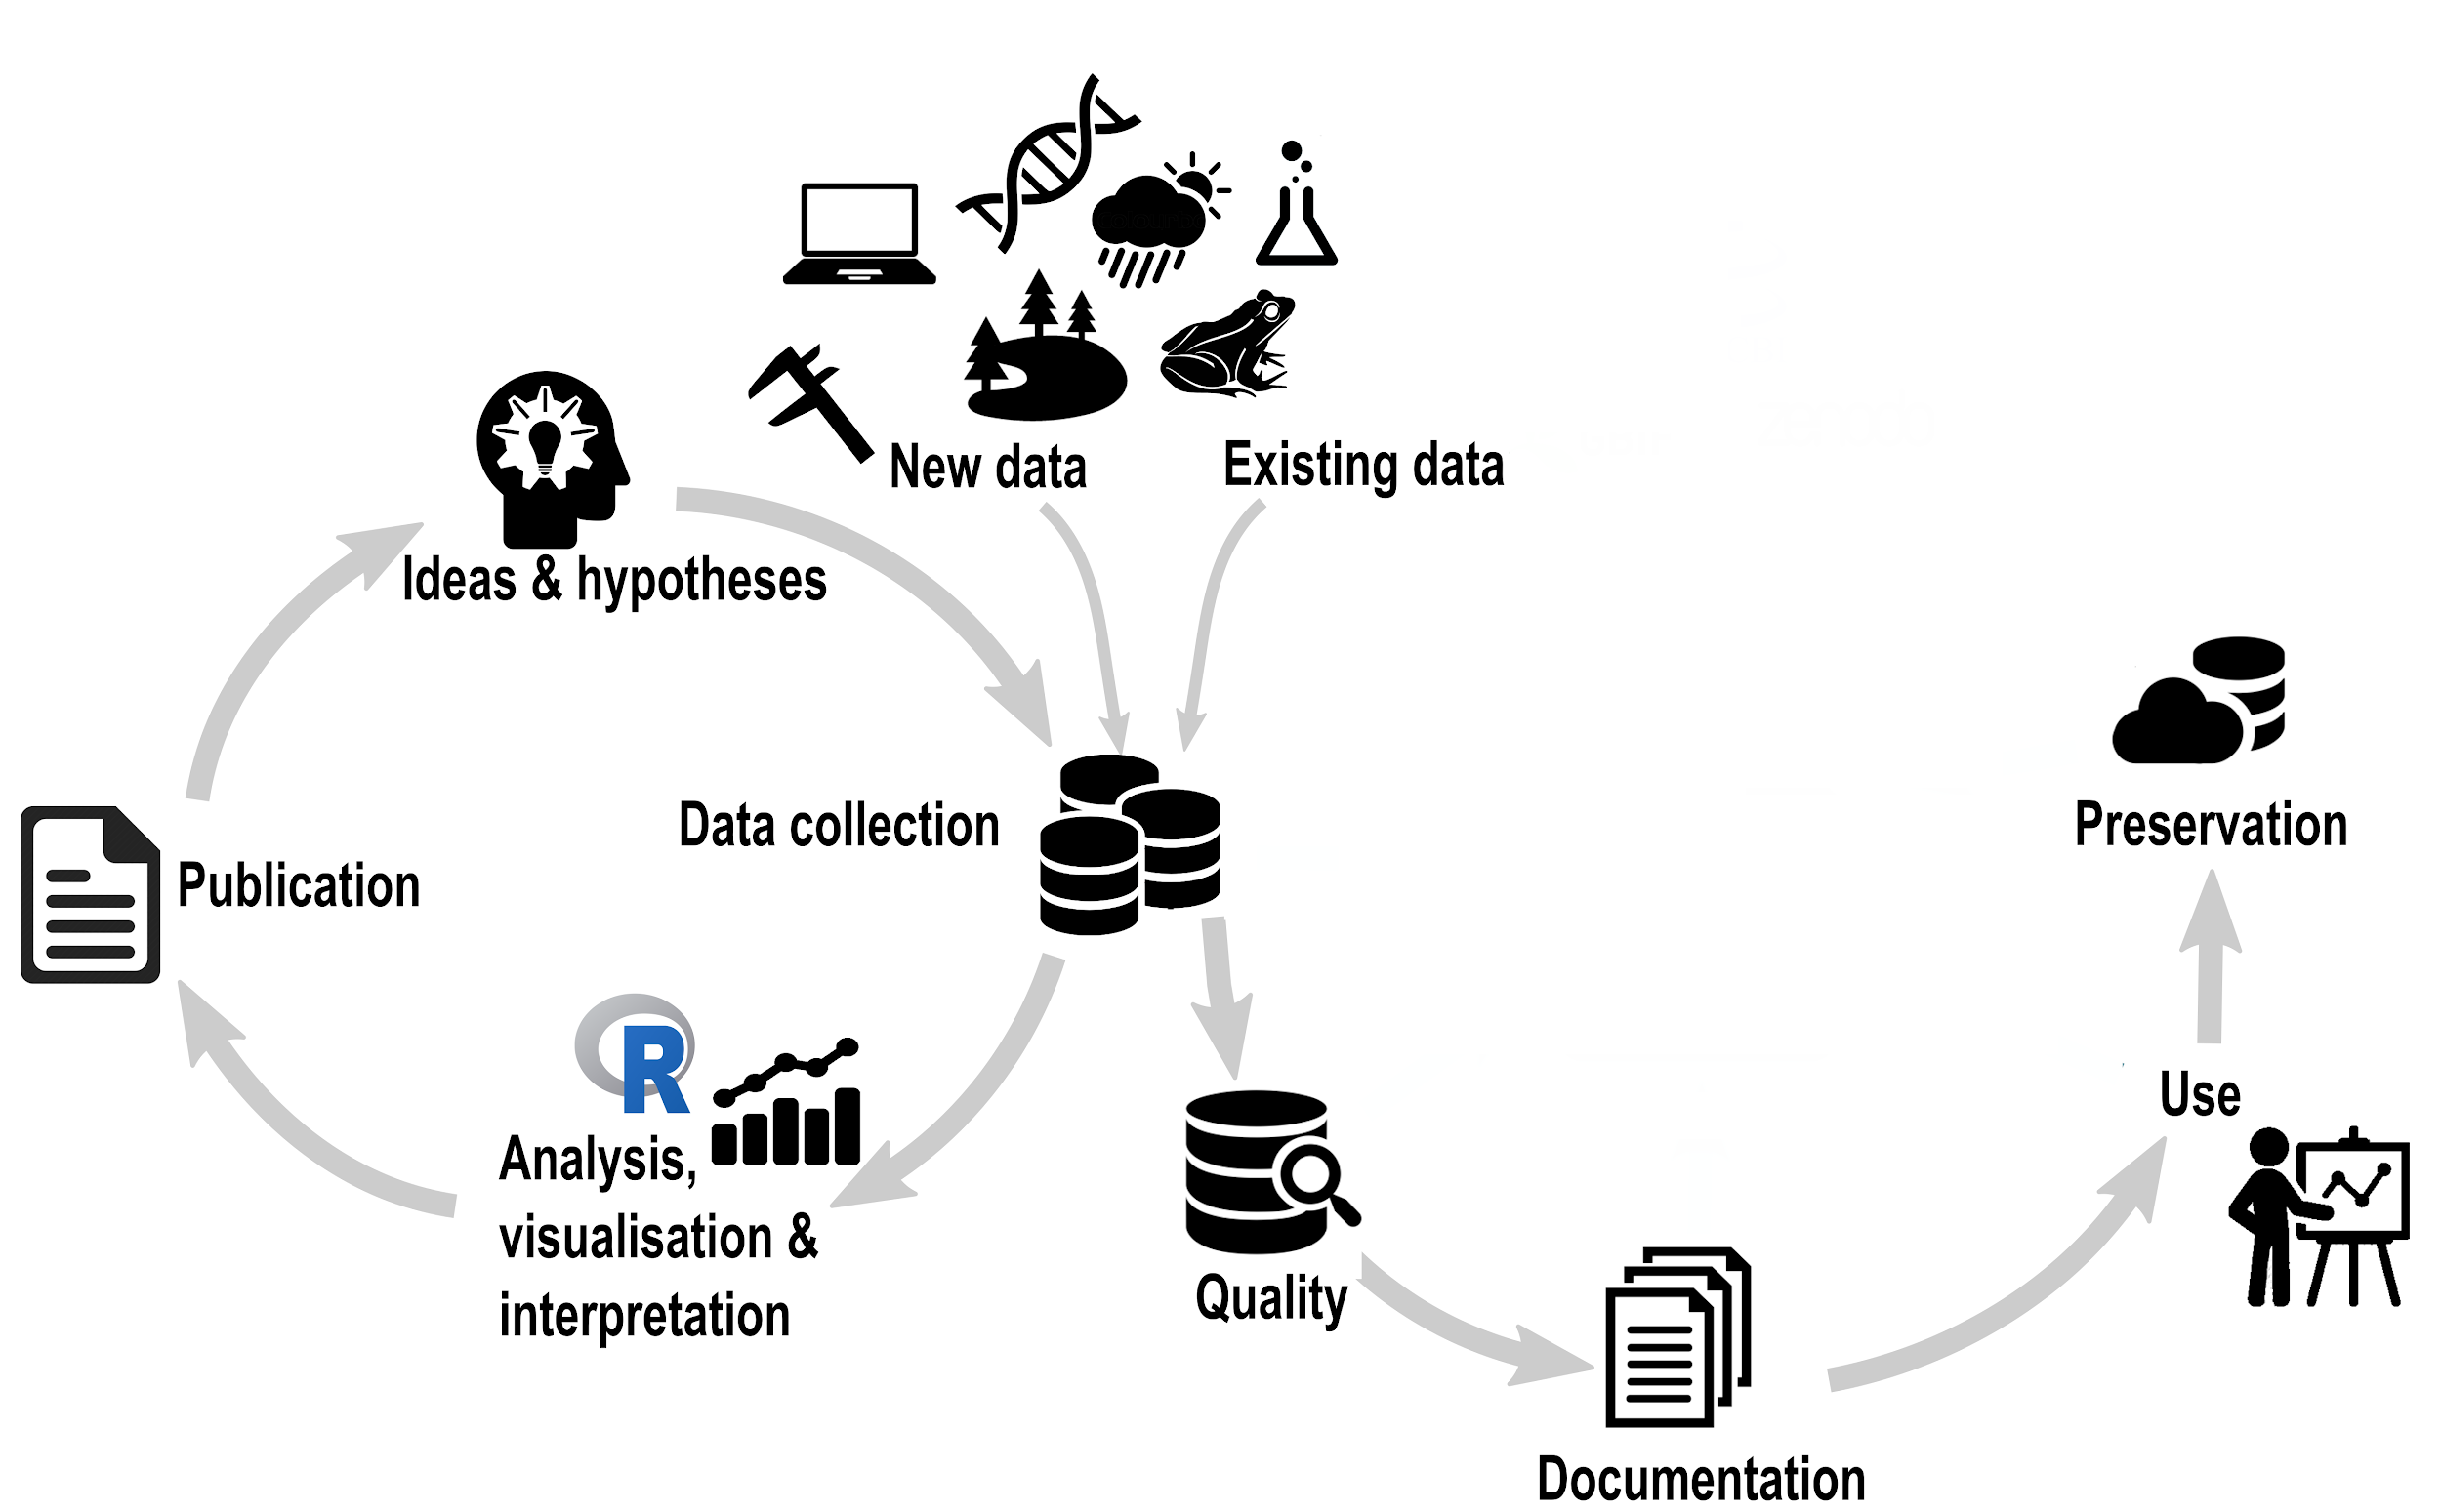 New data
Existing data
Ideas & hypotheses
Data collection
Preservation
Publication
Use
R
Analysis,
visualisation &
interpretation
Quality
Documentation